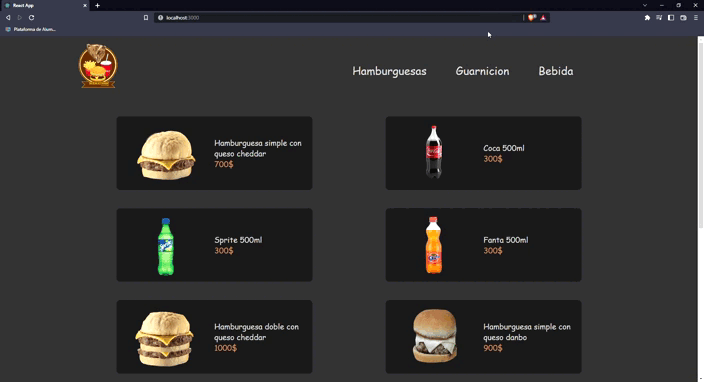 React App
localhost:3000
Plataforma de Alum...
Hamburguesas Guarnicion Bebida
Hamburguesa simple con
queso cheddar
700$
Coca 500ml
300$
Sprite 500ml
300$
Fanta 500ml
300$
Hamburguesa doble con
queso cheddar
1000$
Hamburguesa simple con
queso danbo
900$